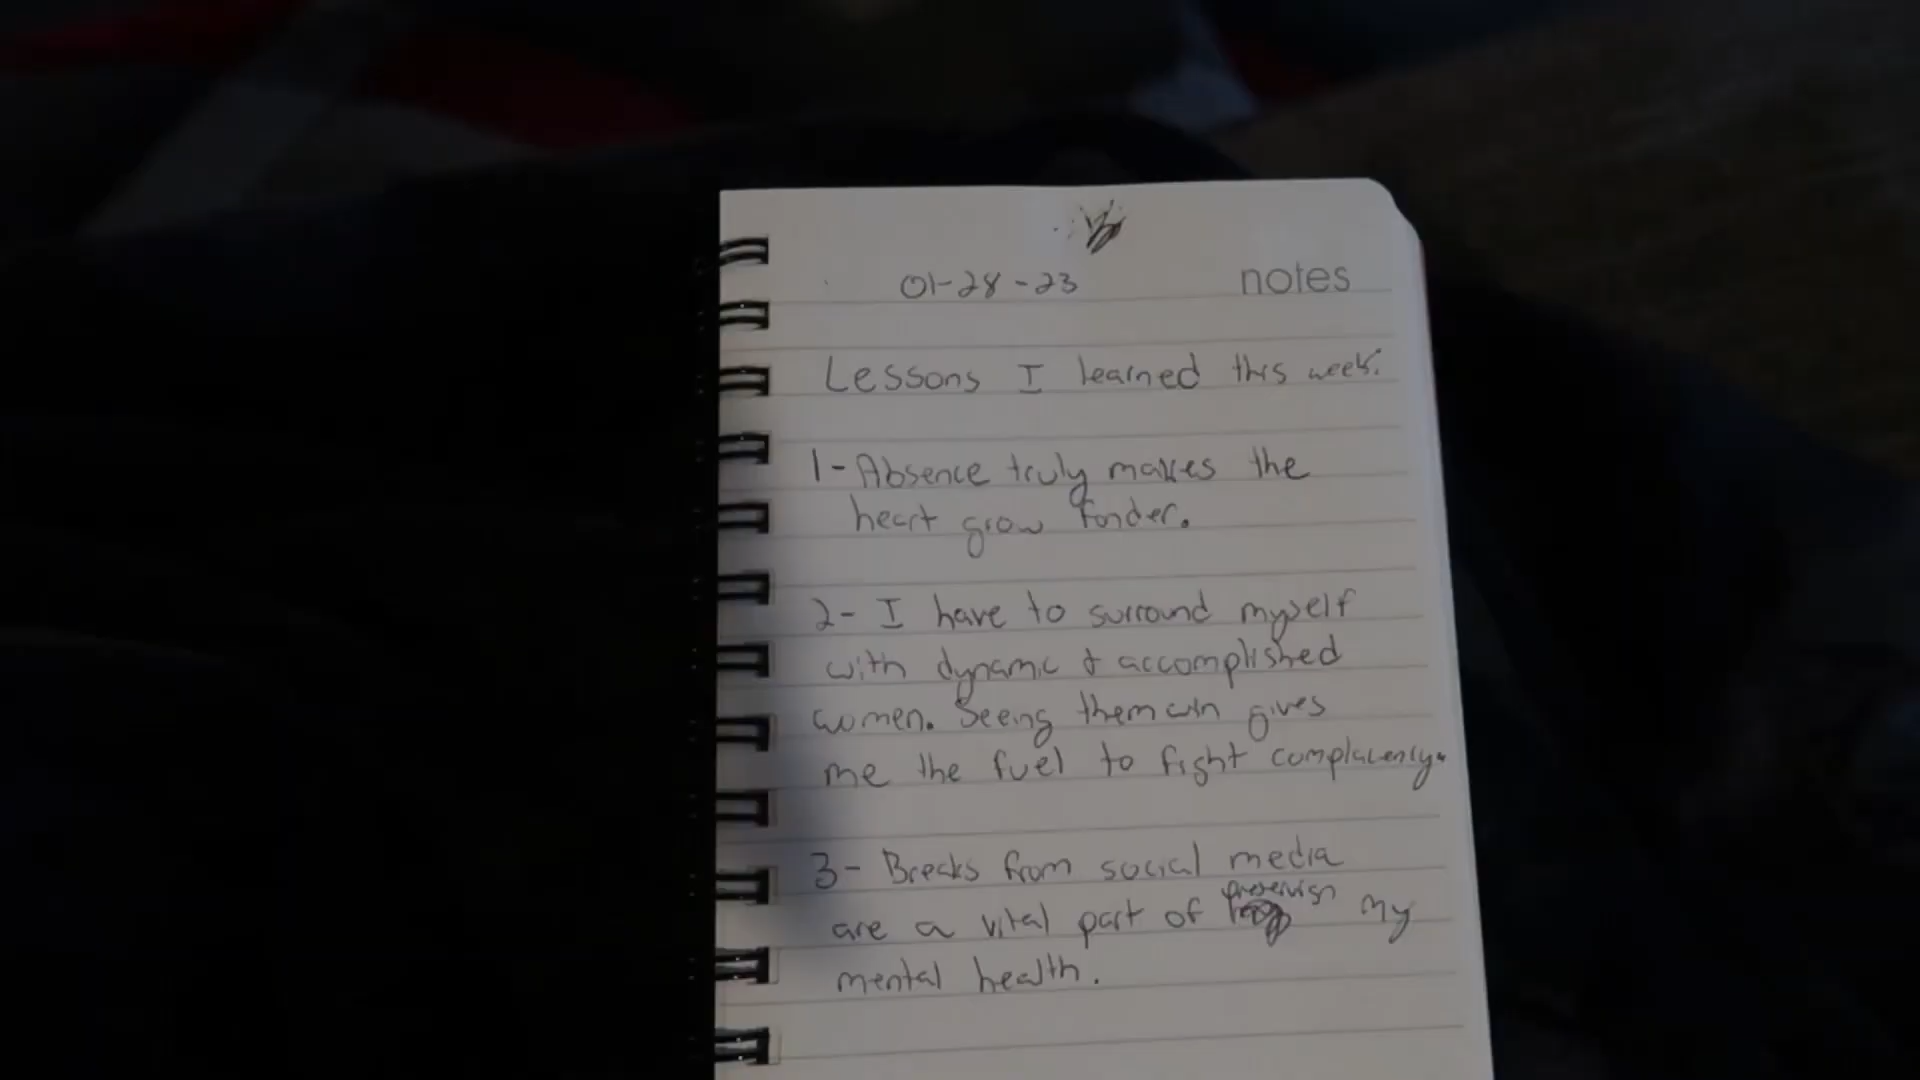 01-28-23 notes
Lessons I learned this week:
1- Absence truly makes the
heart grow fonder.
2- I have to surround myself
with dynamic & accomplished
women. Seeing them win gives
me the fuel to fight complacency.
3- Breaks from social media
preservign
are a vital part of my
mental health.